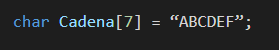 char Cadena[7] = “ABCDEF”;